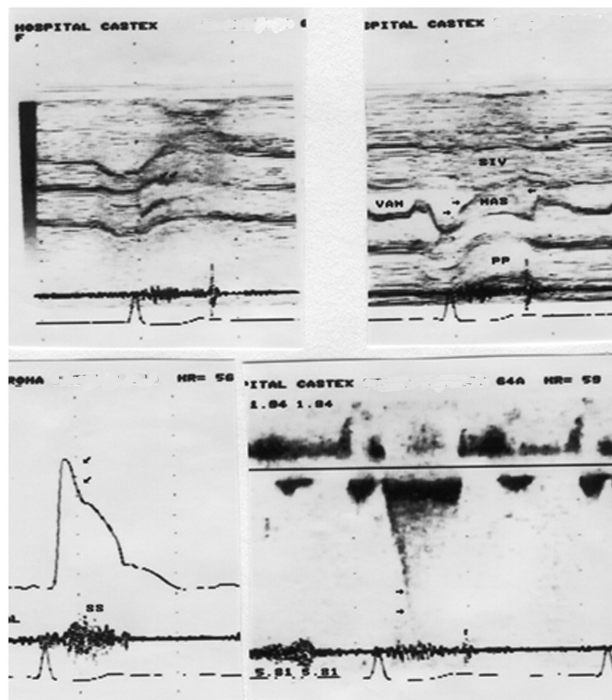 HOSPITAL CASTEX
F
SPITAL CASTEX
SIV
VAM
MAS
PP
ROMA HR= 56
SS
PITAL CASTEX 64A HR= 59
1.84 1.84
5.81 5.81